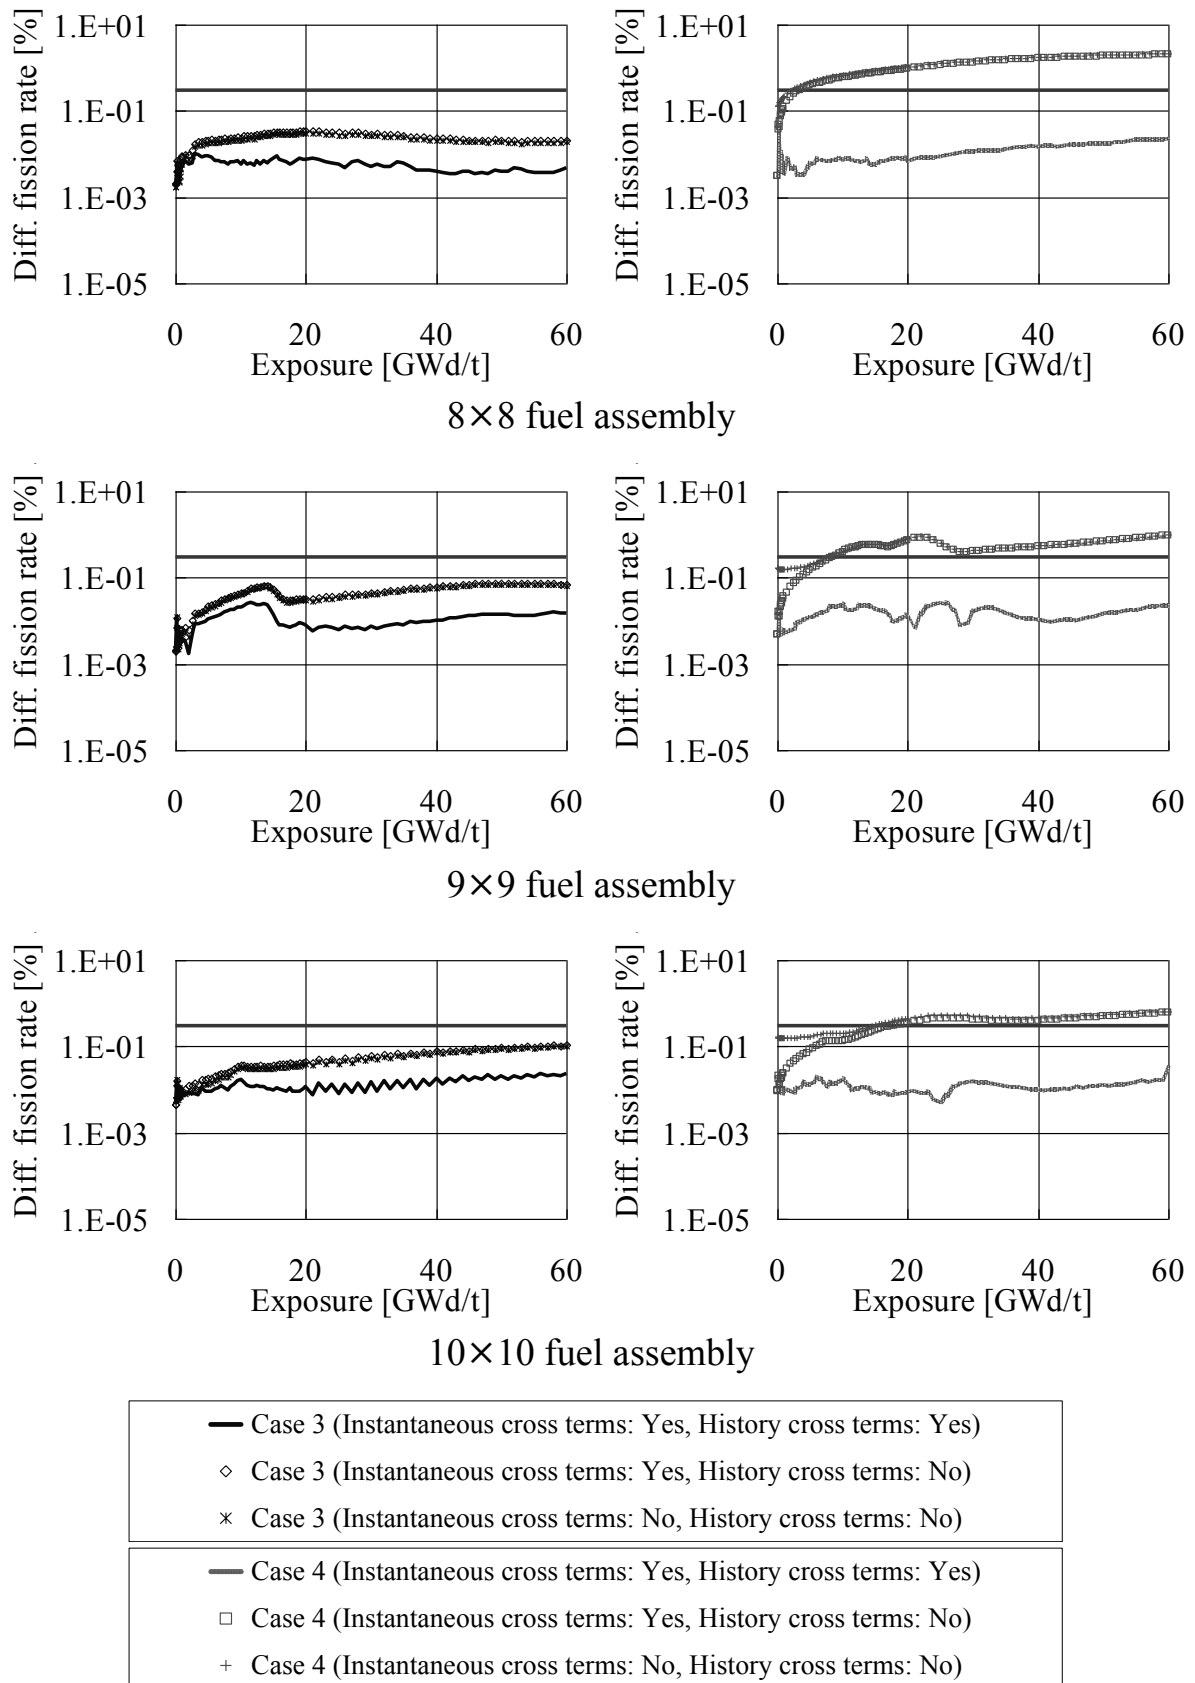 Diff. fission rate [%]
1.E+01
1.E-01
1.E-03
1.E-05
0 20 40 60
Exposure [GWd/t]
Diff. fission rate [%]
1.E+01
1.E-01
1.E-03
1.E-05
0 20 40 60
Exposure [GWd/t]
8×8 fuel assembly
Diff. fission rate [%]
1.E+01
1.E-01
1.E-03
1.E-05
0 20 40 60
Exposure [GWd/t]
Diff. fission rate [%]
1.E+01
1.E-01
1.E-03
1.E-05
0 20 40 60
Exposure [GWd/t]
9×9 fuel assembly
Diff. fission rate [%]
1.E+01
1.E-01
1.E-03
1.E-05
0 20 40 60
Exposure [GWd/t]
Diff. fission rate [%]
1.E+01
1.E-01
1.E-03
1.E-05
0 20 40 60
Exposure [GWd/t]
10×10 fuel assembly
Case 3 (Instantaneous cross terms: Yes, History cross terms: Yes)
Case 3 (Instantaneous cross terms: Yes, History cross terms: No)
Case 3 (Instantaneous cross terms: No, History cross terms: No)
Case 4 (Instantaneous cross terms: Yes, History cross terms: Yes)
Case 4 (Instantaneous cross terms: Yes, History cross terms: No)
Case 4 (Instantaneous cross terms: No, History cross terms: No)